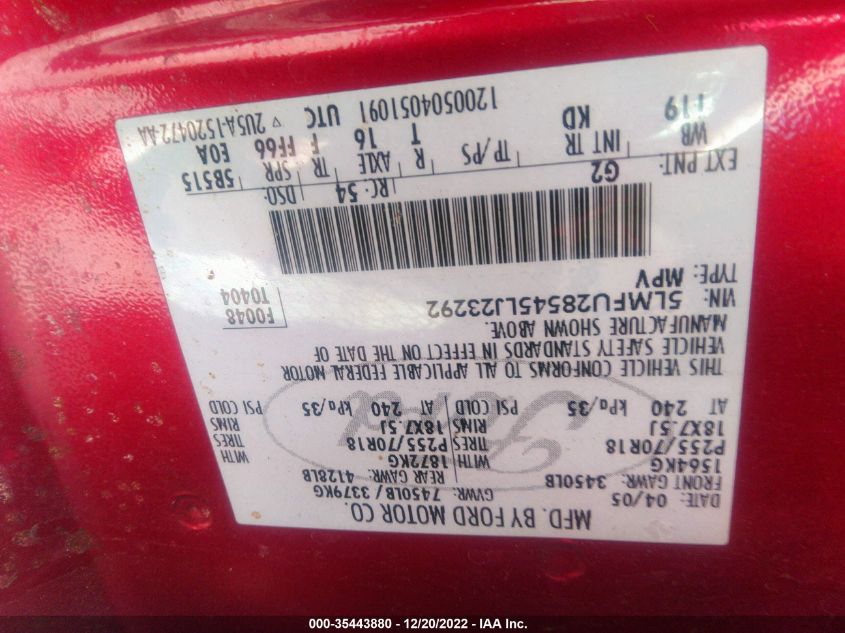 MFD. BY FORD MOTOR CO.
DATE: 04/05 GVWR: 7450LB / 3379KG
FRONT GAWR: 3450LB REAR GAWR: 4128LB
1564KG WITH 1872KG WITH
P255/70R18 TIRES P255/70R18 TIRES
18X7.5J RIMS 18X7.5J RIMS
AT 240 kPa/35 PSI COLD AT 240 kPa/35 PSI COLD
Ford
THIS VEHICLE CONFORMS TO ALL APPLICABLE FEDERAL MOTOR
VEHICLE SAFETY STANDARDS IN EFFECT ON THE DATE OF
MANUFACTURE SHOWN ABOVE.
VIN: 5LMFU28545LJ23292 F0048
TYPE: MPV T0404
EXT PNT: G2 RC: 54 DSO:
WB INT TR TP/PS R AXLE TR SPR 5B515
119 KD T 16 F FF66 E0A
UTC ▽ 2U5A-1520472-AA
120050405 1091
000-35443880 - 12/20/2022 - IAA Inc.